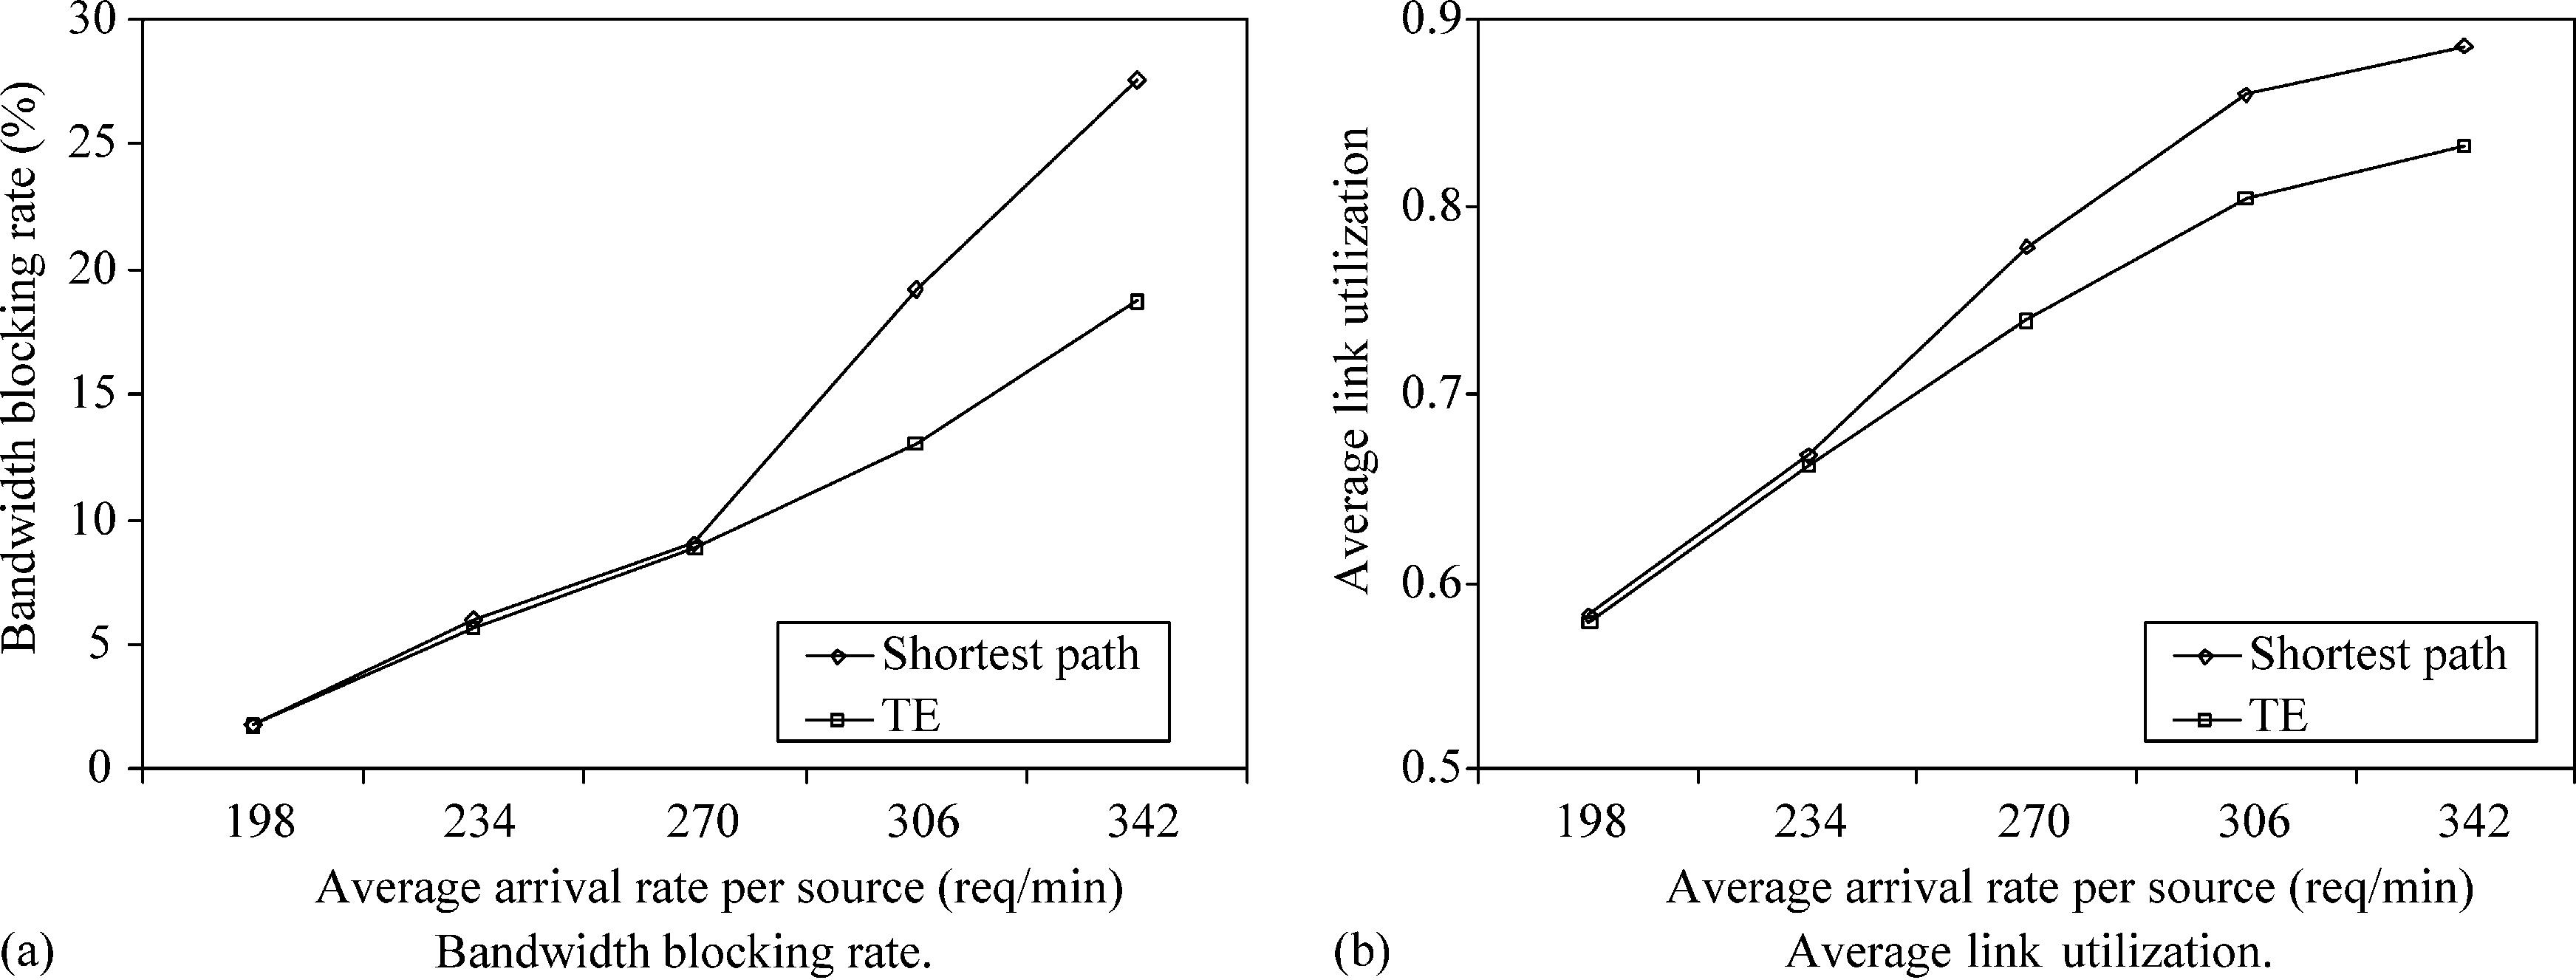 30
25
20
15
10
5
0
Bandwidth blocking rate (%)
Shortest path
TE
198 234 270 306 342
Average arrival rate per source (req/min)
(a) Bandwidth blocking rate.
0.9
0.8
0.7
0.6
0.5
Average link utilization
Shortest path
TE
198 234 270 306 342
Average arrival rate per source (req/min)
(b) Average link utilization.